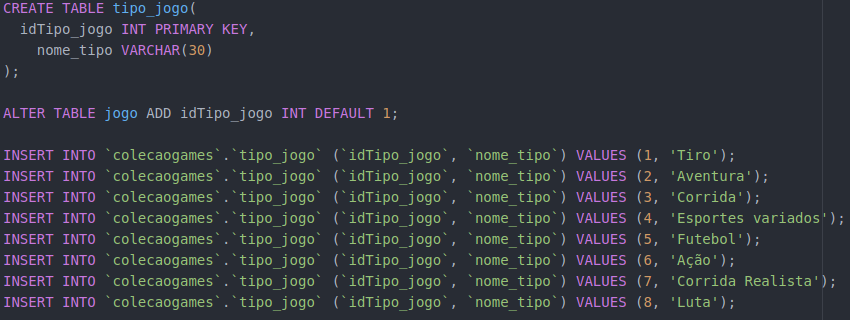 CREATE TABLE tipo_jogo(
  idTipo_jogo INT PRIMARY KEY,
    nome_tipo VARCHAR(30)
);

ALTER TABLE jogo ADD idTipo_jogo INT DEFAULT 1;

INSERT INTO `colecaogames`.`tipo_jogo` (`idTipo_jogo`, `nome_tipo`) VALUES (1, 'Tiro');
INSERT INTO `colecaogames`.`tipo_jogo` (`idTipo_jogo`, `nome_tipo`) VALUES (2, 'Aventura');
INSERT INTO `colecaogames`.`tipo_jogo` (`idTipo_jogo`, `nome_tipo`) VALUES (3, 'Corrida');
INSERT INTO `colecaogames`.`tipo_jogo` (`idTipo_jogo`, `nome_tipo`) VALUES (4, 'Esportes variados');
INSERT INTO `colecaogames`.`tipo_jogo` (`idTipo_jogo`, `nome_tipo`) VALUES (5, 'Futebol');
INSERT INTO `colecaogames`.`tipo_jogo` (`idTipo_jogo`, `nome_tipo`) VALUES (6, 'Ação');
INSERT INTO `colecaogames`.`tipo_jogo` (`idTipo_jogo`, `nome_tipo`) VALUES (7, 'Corrida Realista');
INSERT INTO `colecaogames`.`tipo_jogo` (`idTipo_jogo`, `nome_tipo`) VALUES (8, 'Luta');